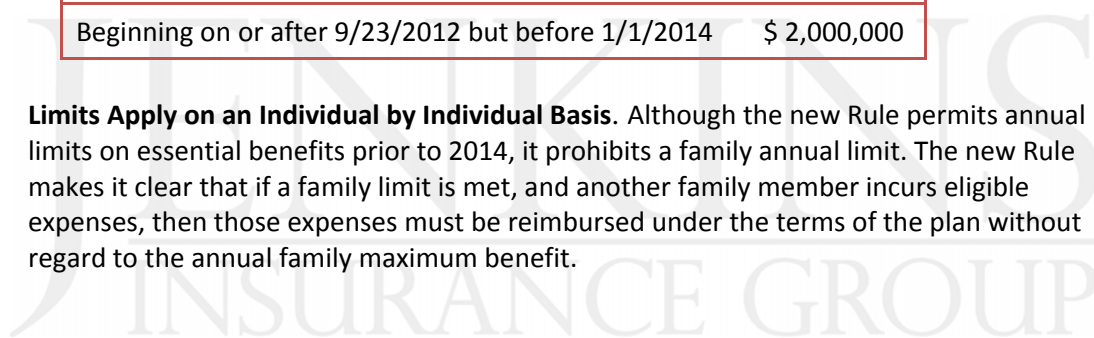 Beginning on or after 9/23/2012 but before 1/1/2014 $ 2,000,000
Limits Apply on an Individual by Individual Basis. Although the new Rule permits annual
limits on essential benefits prior to 2014, it prohibits a family annual limit. The new Rule
makes it clear that if a family limit is met, and another family member incurs eligible
expenses, then those expenses must be reimbursed under the terms of the plan without
regard to the annual family maximum benefit.
JENKINS
INSURANCE GROUP